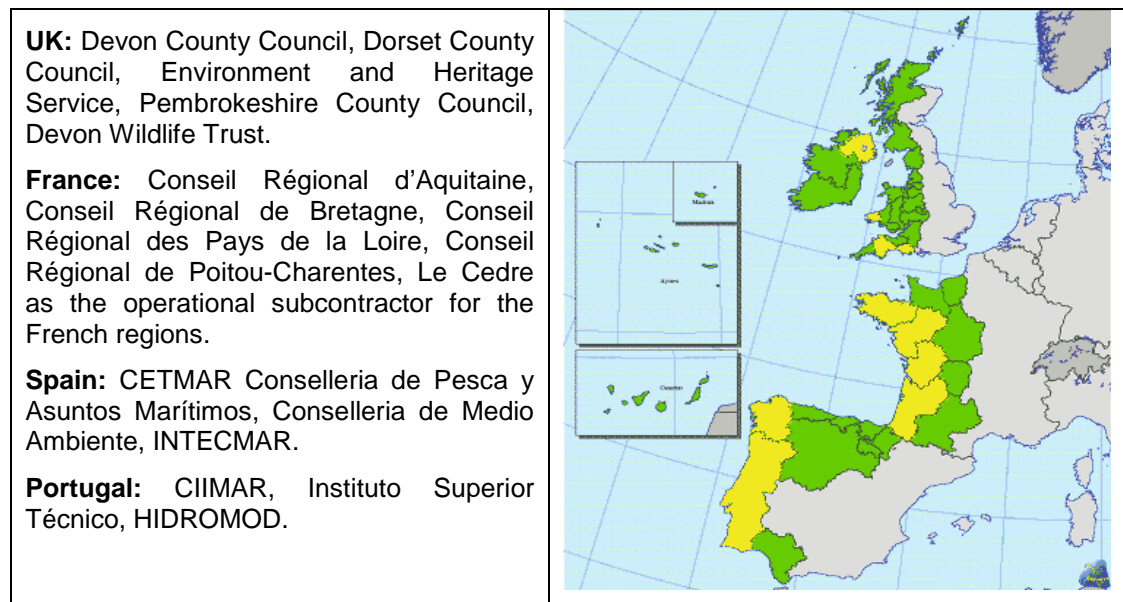 UK: Devon County Council, Dorset County
Council, Environment and Heritage
Service, Pembrokeshire County Council,
Devon Wildlife Trust.
France: Conseil Régional d’Aquitaine,
Conseil Régional de Bretagne, Conseil
Régional des Pays de la Loire, Conseil
Régional de Poitou-Charentes, Le Cedre
as the operational subcontractor for the
French regions.
Spain: CETMAR Conselleria de Pesca y
Asuntos Marítimos, Conselleria de Medio
Ambiente, INTECMAR.
Portugal: CIIMAR, Instituto Superior
Técnico, HIDROMOD.